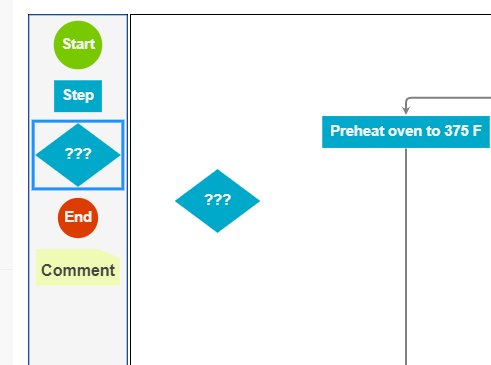 Start
Step
???
End
Comment
???
Preheat oven to 375 F